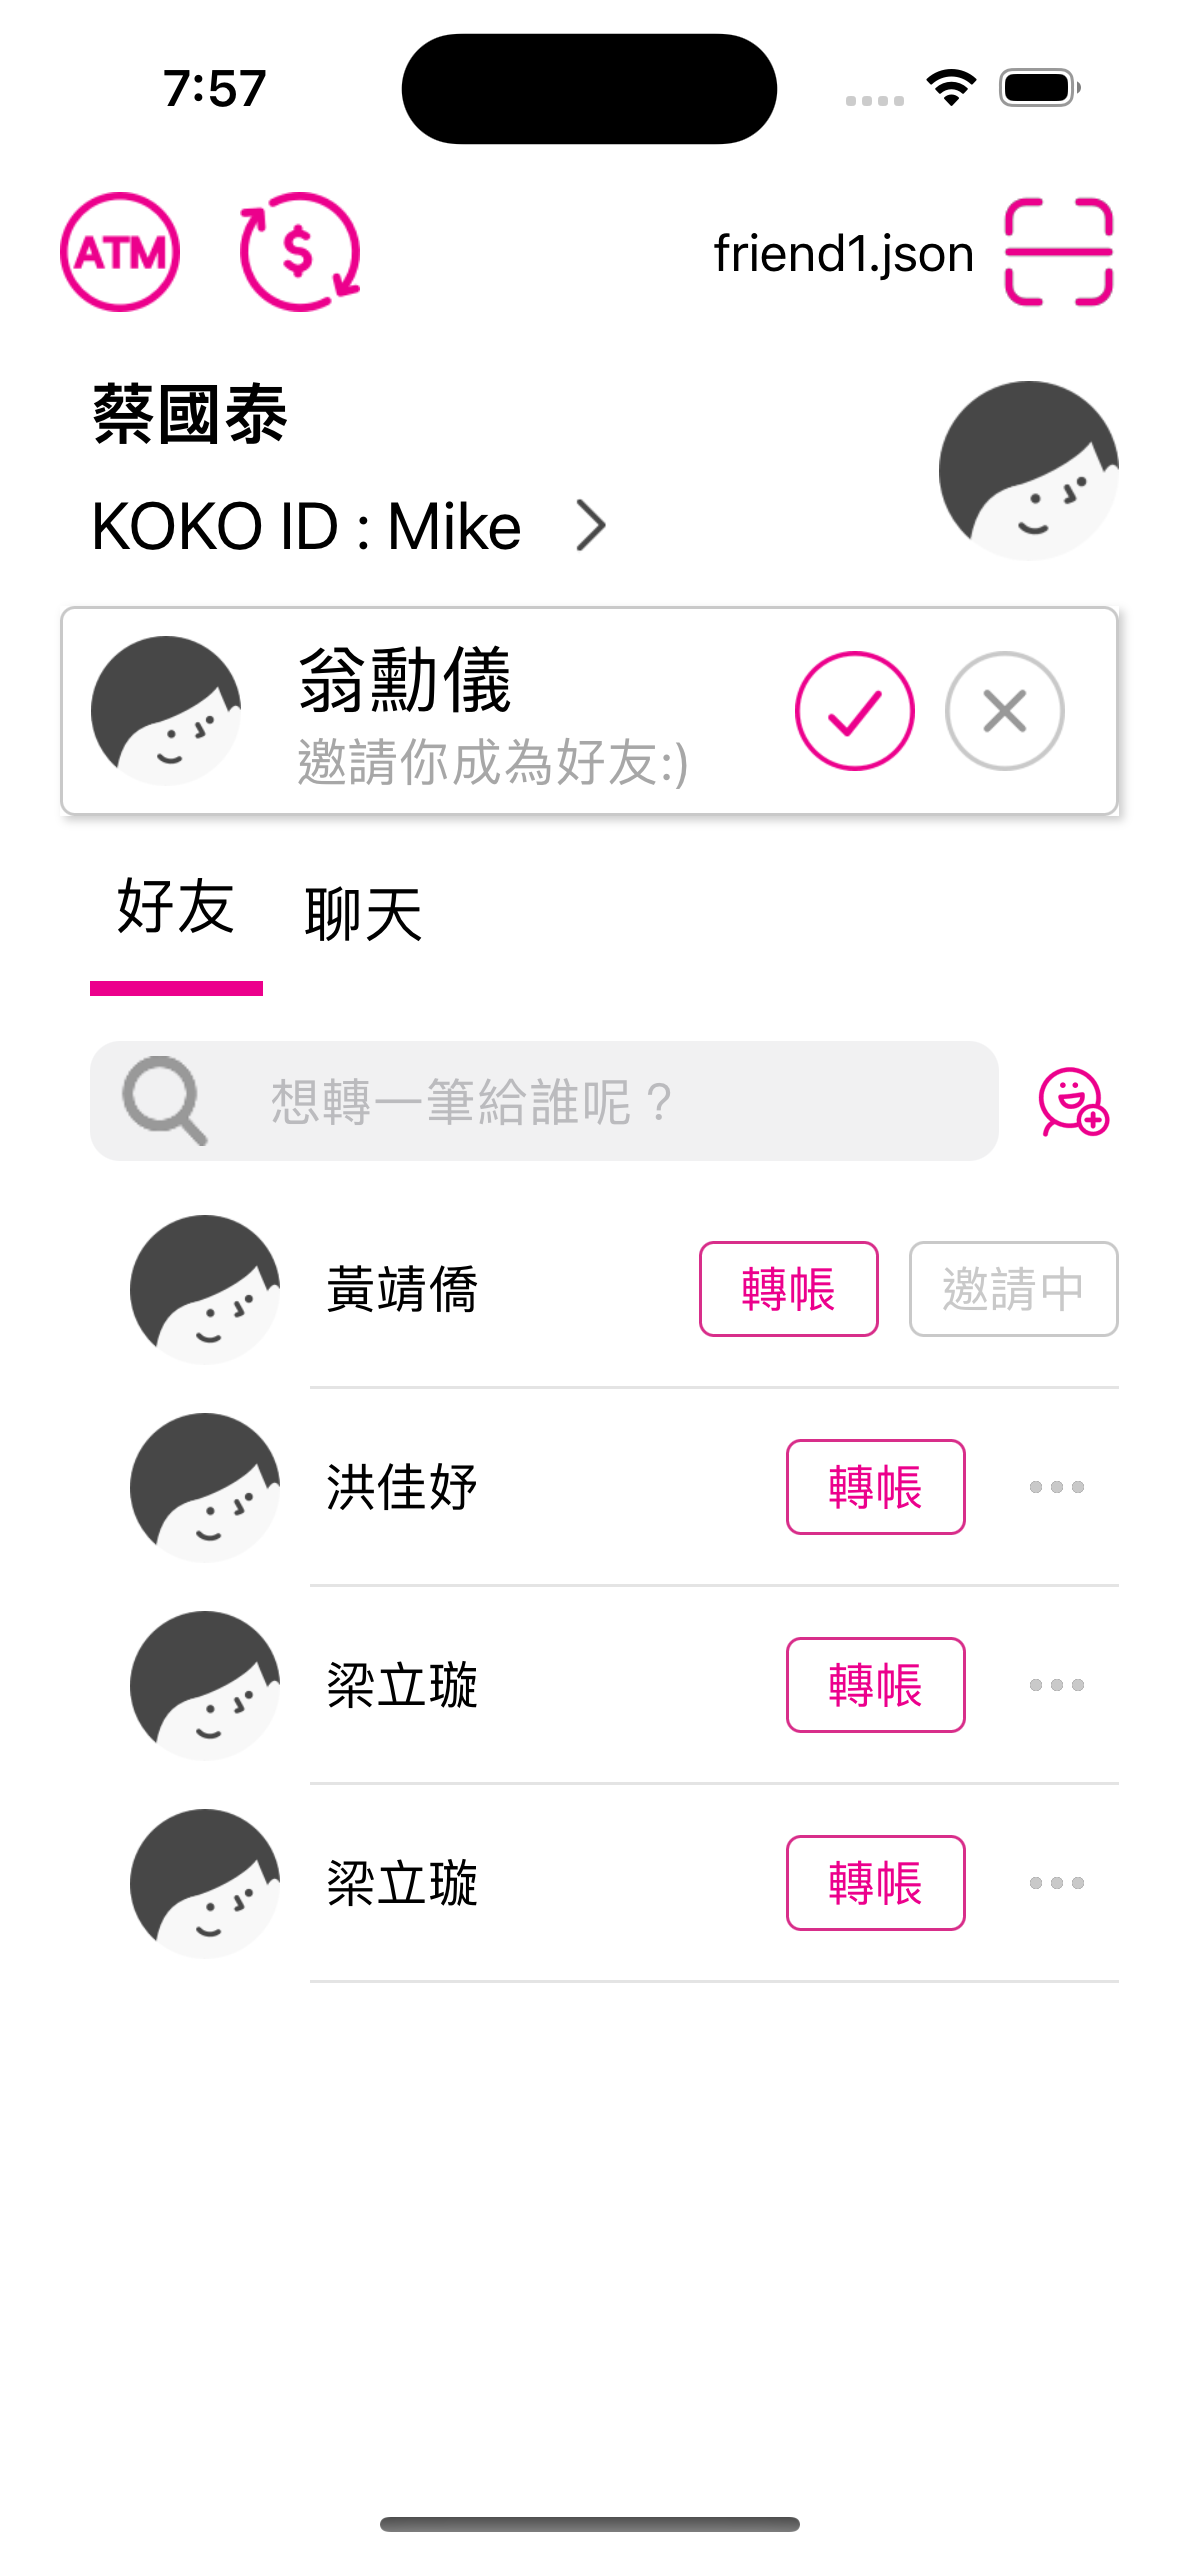 7:57
ATM $ friend1.json
蔡國泰
KOKO ID : Mike
翁勳儀
邀請你成為好友:)
好友 聊天
想轉一筆給誰呢？
黃靖僑 轉帳 邀請中
洪佳妤 轉帳
梁立璇 轉帳
梁立璇 轉帳